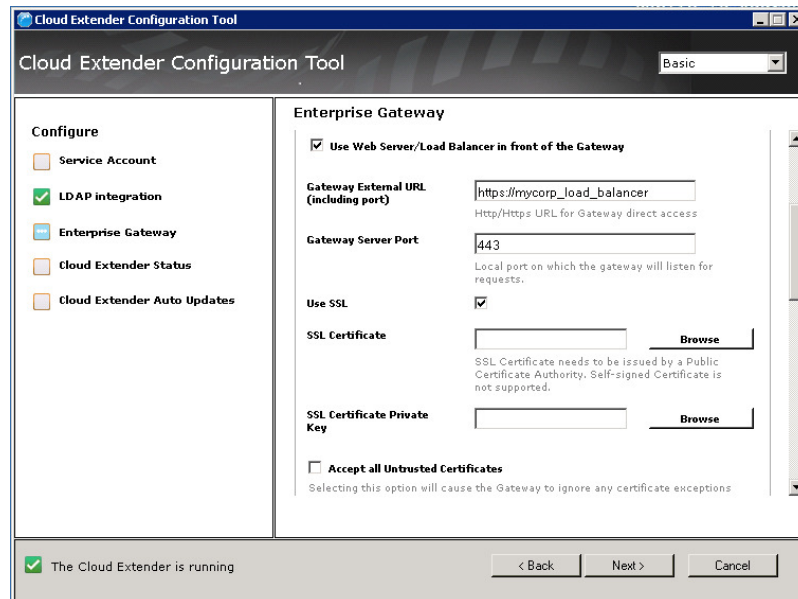 Cloud Extender Configuration Tool
Cloud Extender Configuration Tool
Basic
Configure
Service Account
LDAP integration
Enterprise Gateway
Cloud Extender Status
Cloud Extender Auto Updates
Enterprise Gateway
Use Web Server/Load Balancer in front of the Gateway
Gateway External URL
(including port)
https://mycorp_load_balancer
Http/Https URL for Gateway direct access
Gateway Server Port
443
Local port on which the gateway will listen for
requests.
Use SSL
SSL Certificate
Browse
SSL Certificate needs to be issued by a Public
Certificate Authority. Self-signed Certificate is
not supported.
SSL Certificate Private
Key
Browse
Accept all Untrusted Certificates
Selecting this option will cause the Gateway to ignore any certificate exceptions
The Cloud Extender is running
< Back
Next >
Cancel